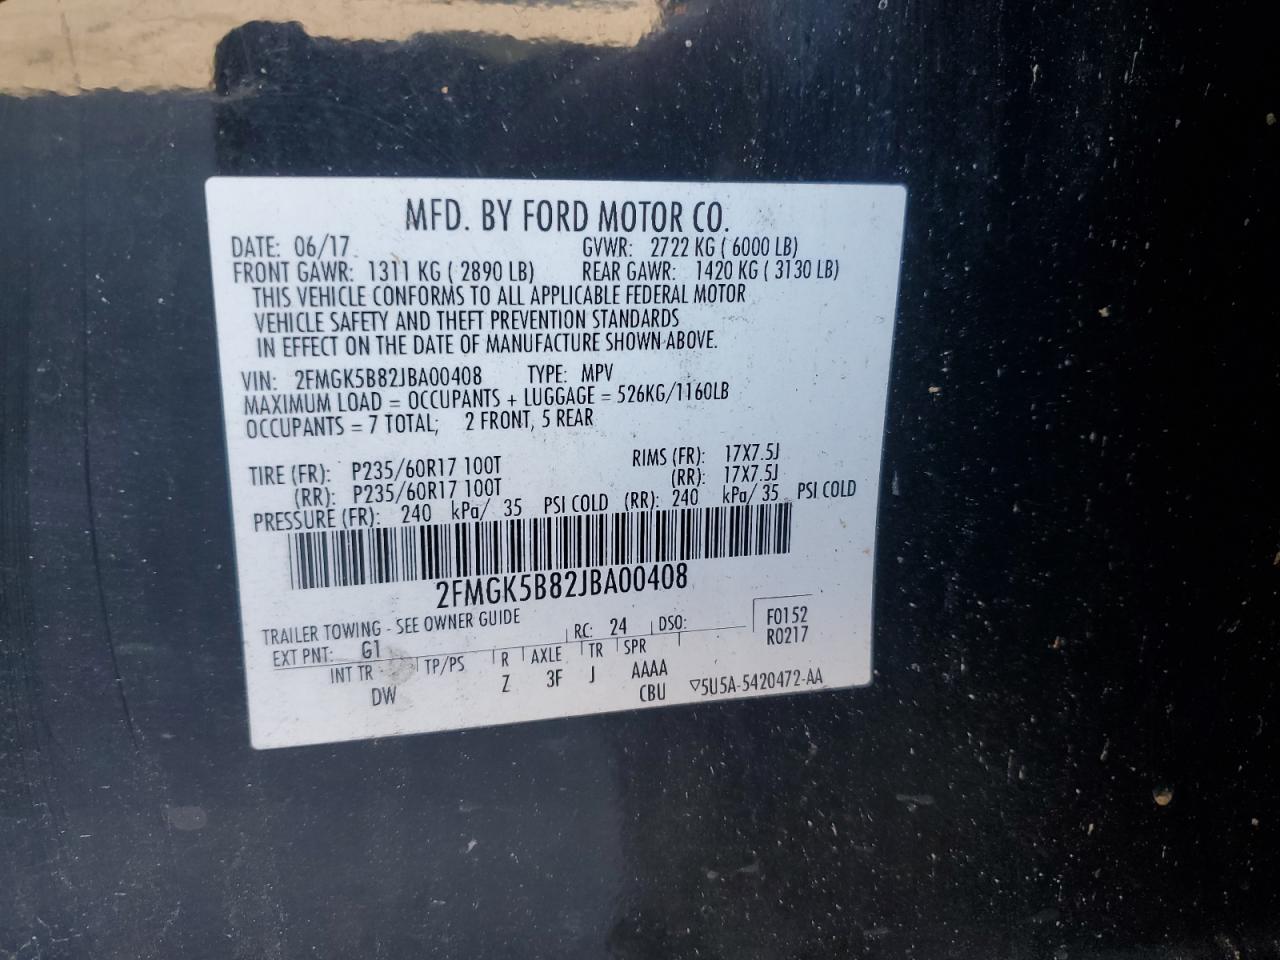 MFD. BY FORD MOTOR CO.
DATE: 06/17 GVWR: 2722 KG ( 6000 LB)
FRONT GAWR: 1311 KG ( 2890 LB) REAR GAWR: 1420 KG ( 3130 LB)
THIS VEHICLE CONFORMS TO ALL APPLICABLE FEDERAL MOTOR
VEHICLE SAFETY AND THEFT PREVENTION STANDARDS
IN EFFECT ON THE DATE OF MANUFACTURE SHOWN ABOVE.
VIN: 2FMGK5B82JBA00408 TYPE: MPV
MAXIMUM LOAD = OCCUPANTS + LUGGAGE = 526KG/1160LB
OCCUPANTS = 7 TOTAL; 2 FRONT, 5 REAR
TIRE (FR): P235/60R17 100T RIMS (FR): 17X7.5J
(RR): P235/60R17 100T (RR): 17X7.5J
PRESSURE (FR): 240 kPa/ 35 PSI COLD (RR): 240 kPa/ 35 PSI COLD
2FMGK5B82JBA00408
TRAILER TOWING - SEE OWNER GUIDE
EXT PNT: G1 RC: 24 DSO: F0152
R0217
INT TR TP/PS R AXLE TR SPR
DW Z 3F J AAAA
CBU ▽5U5A-5420472-AA